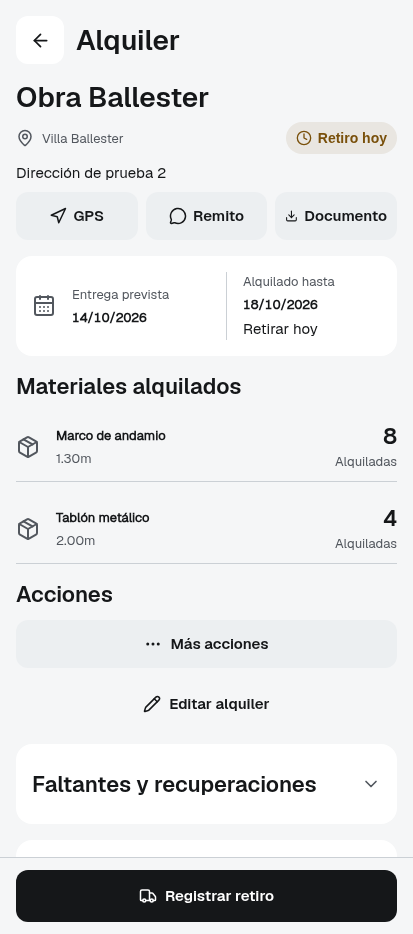 Alquiler
Obra Ballester
Villa Ballester
Retiro hoy
Dirección de prueba 2
GPS
Remito
Documento
Entrega prevista
14/10/2026
Alquilado hasta
18/10/2026
Retirar hoy
Materiales alquilados
Marco de andamio
8
1.30m
Alquiladas
Tablón metálico
4
2.00m
Alquiladas
Acciones
Más acciones
Editar alquiler
Faltantes y recuperaciones
Registrar retiro